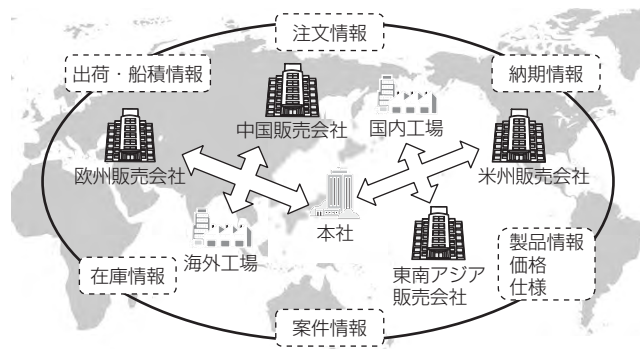 注文情報
出荷・船積情報
納期情報
中国販売会社
国内工場
欧州販売会社
米州販売会社
本社
海外工場
東南アジア
販売会社
製品情報
価格
仕様
在庫情報
案件情報